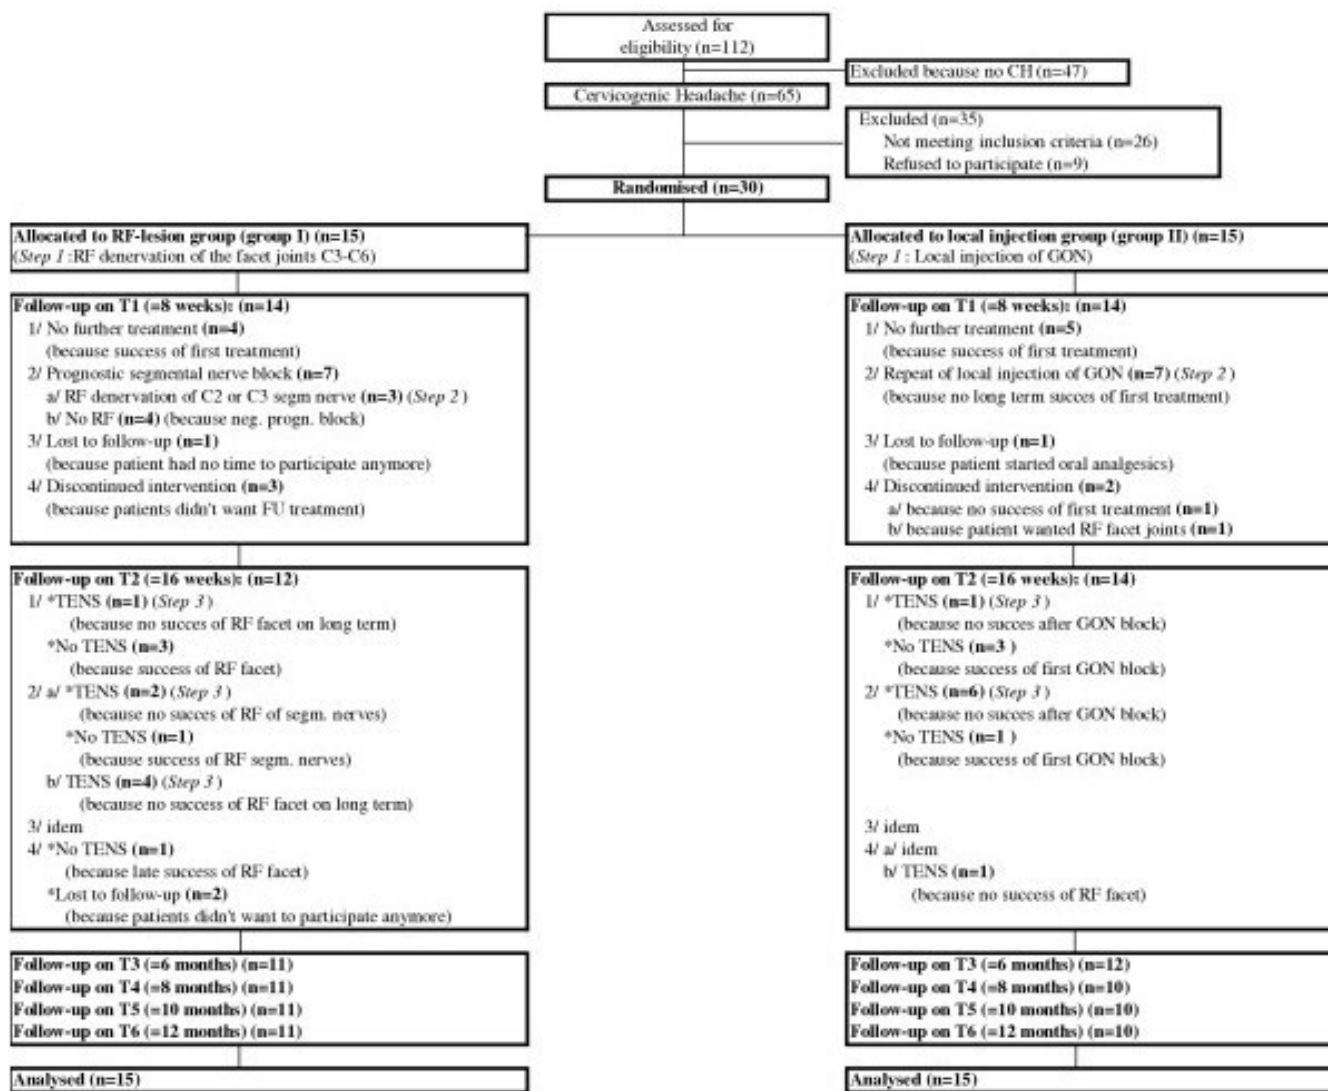 Assessed for
eligibility (n=112)
Excluded because no CH (n=47)
Cervicogenic Headache (n=65)
Excluded (n=35)
Not meeting inclusion criteria (n=26)
Refused to participate (n=9)
Randomised (n=30)
Allocated to RF-lesion group (group I) (n=15)
(Step 1 :RF denervation of the facet joints C3-C6)
Follow-up on T1 (=8 weeks): (n=14)
1/ No further treatment (n=4)
(because success of first treatment)
2/ Prognostic segmental nerve block (n=7)
a/ RF denervation of C2 or C3 segm nerve (n=3) (Step 2 )
b/ No RF (n=4) (because neg. progn. block)
3/ Lost to follow-up (n=1)
(because patient had no time to participate anymore)
4/ Discontinued intervention (n=3)
(because patients didn't want FU treatment)
Follow-up on T2 (=16 weeks): (n=12)
1/ *TENS (n=1) (Step 3 )
(because no succes of RF facet on long term)
*No TENS (n=3)
(because success of RF facet)
2/ a/ *TENS (n=2) (Step 3 )
(because no succes of RF of segm. nerves)
*No TENS (n=1)
(because success of RF segm. nerves)
b/ TENS (n=4) (Step 3 )
(because no success of RF facet on long term)
3/ idem
4/ *No TENS (n=1)
(because late success of RF facet)
*Lost to follow-up (n=2)
(because patients didn't want to participate anymore)
Follow-up on T3 (=6 months) (n=11)
Follow-up on T4 (=8 months) (n=11)
Follow-up on T5 (=10 months) (n=11)
Follow-up on T6 (=12 months) (n=11)
Analysed (n=15)
Allocated to local injection group (group II) (n=15)
(Step 1 : Local injection of GON)
Follow-up on T1 (=8 weeks): (n=14)
1/ No further treatment (n=5)
(because success of first treatment)
2/ Repeat of local injection of GON (n=7) (Step 2 )
(because no long term succes of first treatment)
3/ Lost to follow-up (n=1)
(because patient started oral analgesics)
4/ Discontinued intervention (n=2)
a/ because no success of first treatment (n=1)
b/ because patient wanted RF facet joints (n=1)
Follow-up on T2 (=16 weeks): (n=14)
1/ *TENS (n=1) (Step 3 )
(because no succes after GON block)
*No TENS (n=3 )
(because success of first GON block)
2/ *TENS (n=6) (Step 3 )
(because no succes after GON block)
*No TENS (n=1 )
(because success of first GON block)
3/ idem
4/ a/ idem
b/ TENS (n=1)
(because no success of RF facet)
Follow-up on T3 (=6 months) (n=12)
Follow-up on T4 (=8 months) (n=10)
Follow-up on T5 (=10 months) (n=10)
Follow-up on T6 (=12 months) (n=10)
Analysed (n=15)